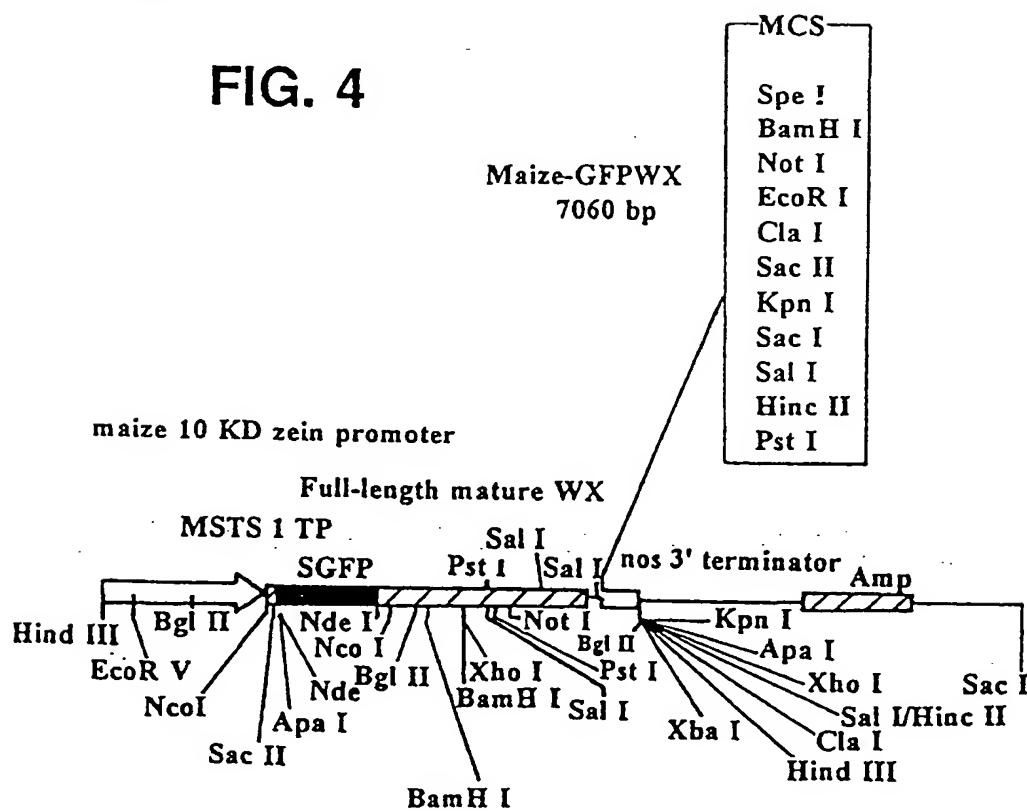 FIG. 4
MCS
Spe !
BamH I
Not I
EcoR I
Cla I
Sac II
Kpn I
Sac I
Sal I
Hinc II
Pst I
Maize-GFPWX
7060 bp
maize 10 KD zein promoter
Full-length mature WX
MSTS 1 TP
SGFP
Pst I
Sal I
Sal I
nos 3' terminator
Amp
Hind III
EcoR V
Bgl II
NcoI
Sac II
Apa I
Nde
Nde I
Nco I
Bgl II
BamH I
Xho I
BamH I
Not I
Pst I
Sal I
Bgl II
Xba I
Kpn I
Apa I
Xho I
Sal I/Hinc II
Cla I
Hind III
Sac I